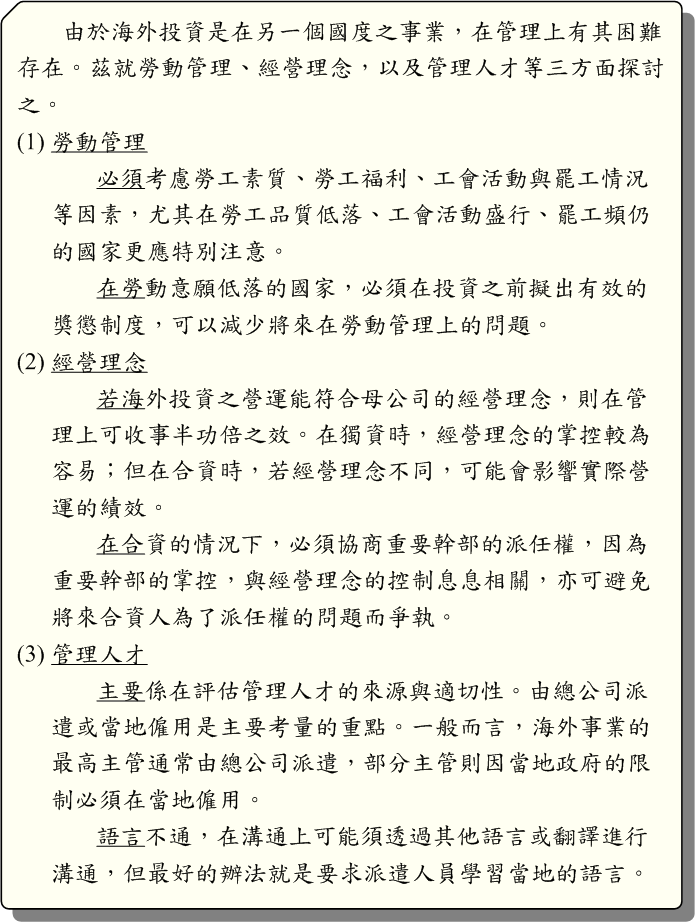 由於海外投資是在另一個國度之事業，在管理上有其困難
存在。茲就勞動管理、經營理念，以及管理人才等三方面探討
之。
(1) 勞動管理
必須考慮勞工素質、勞工福利、工會活動與罷工情況
等因素，尤其在勞工品質低落、工會活動盛行、罷工頻仍
的國家更應特別注意。
在勞動意願低落的國家，必須在投資之前擬出有效的
獎懲制度，可以減少將來在勞動管理上的問題。
(2) 經營理念
若海外投資之營運能符合母公司的經營理念，則在管
理上可收事半功倍之效。在獨資時，經營理念的掌控較為
容易；但在合資時，若經營理念不同，可能會影響實際營
運的績效。
在合資的情況下，必須協商重要幹部的派任權，因為
重要幹部的掌控，與經營理念的控制息息相關，亦可避免
將來合資人為了派任權的問題而爭執。
(3) 管理人才
主要係在評估管理人才的來源與適切性。由總公司派
遣或當地僱用是主要考量的重點。一般而言，海外事業的
最高主管通常由總公司派遣，部分主管則因當地政府的限
制必須在當地僱用。
語言不通，在溝通上可能須透過其他語言或翻譯進行
溝通，但最好的辦法就是要求派遣人員學習當地的語言。